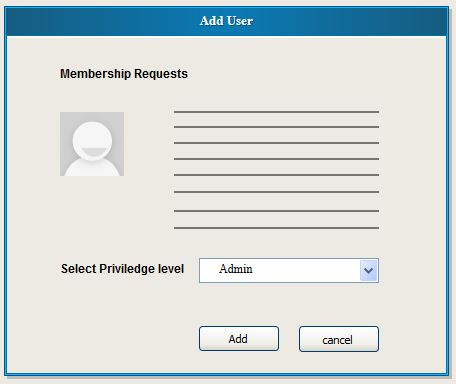 Add User
Membership Requests
Select Priviledge level
Admin
Add
cancel